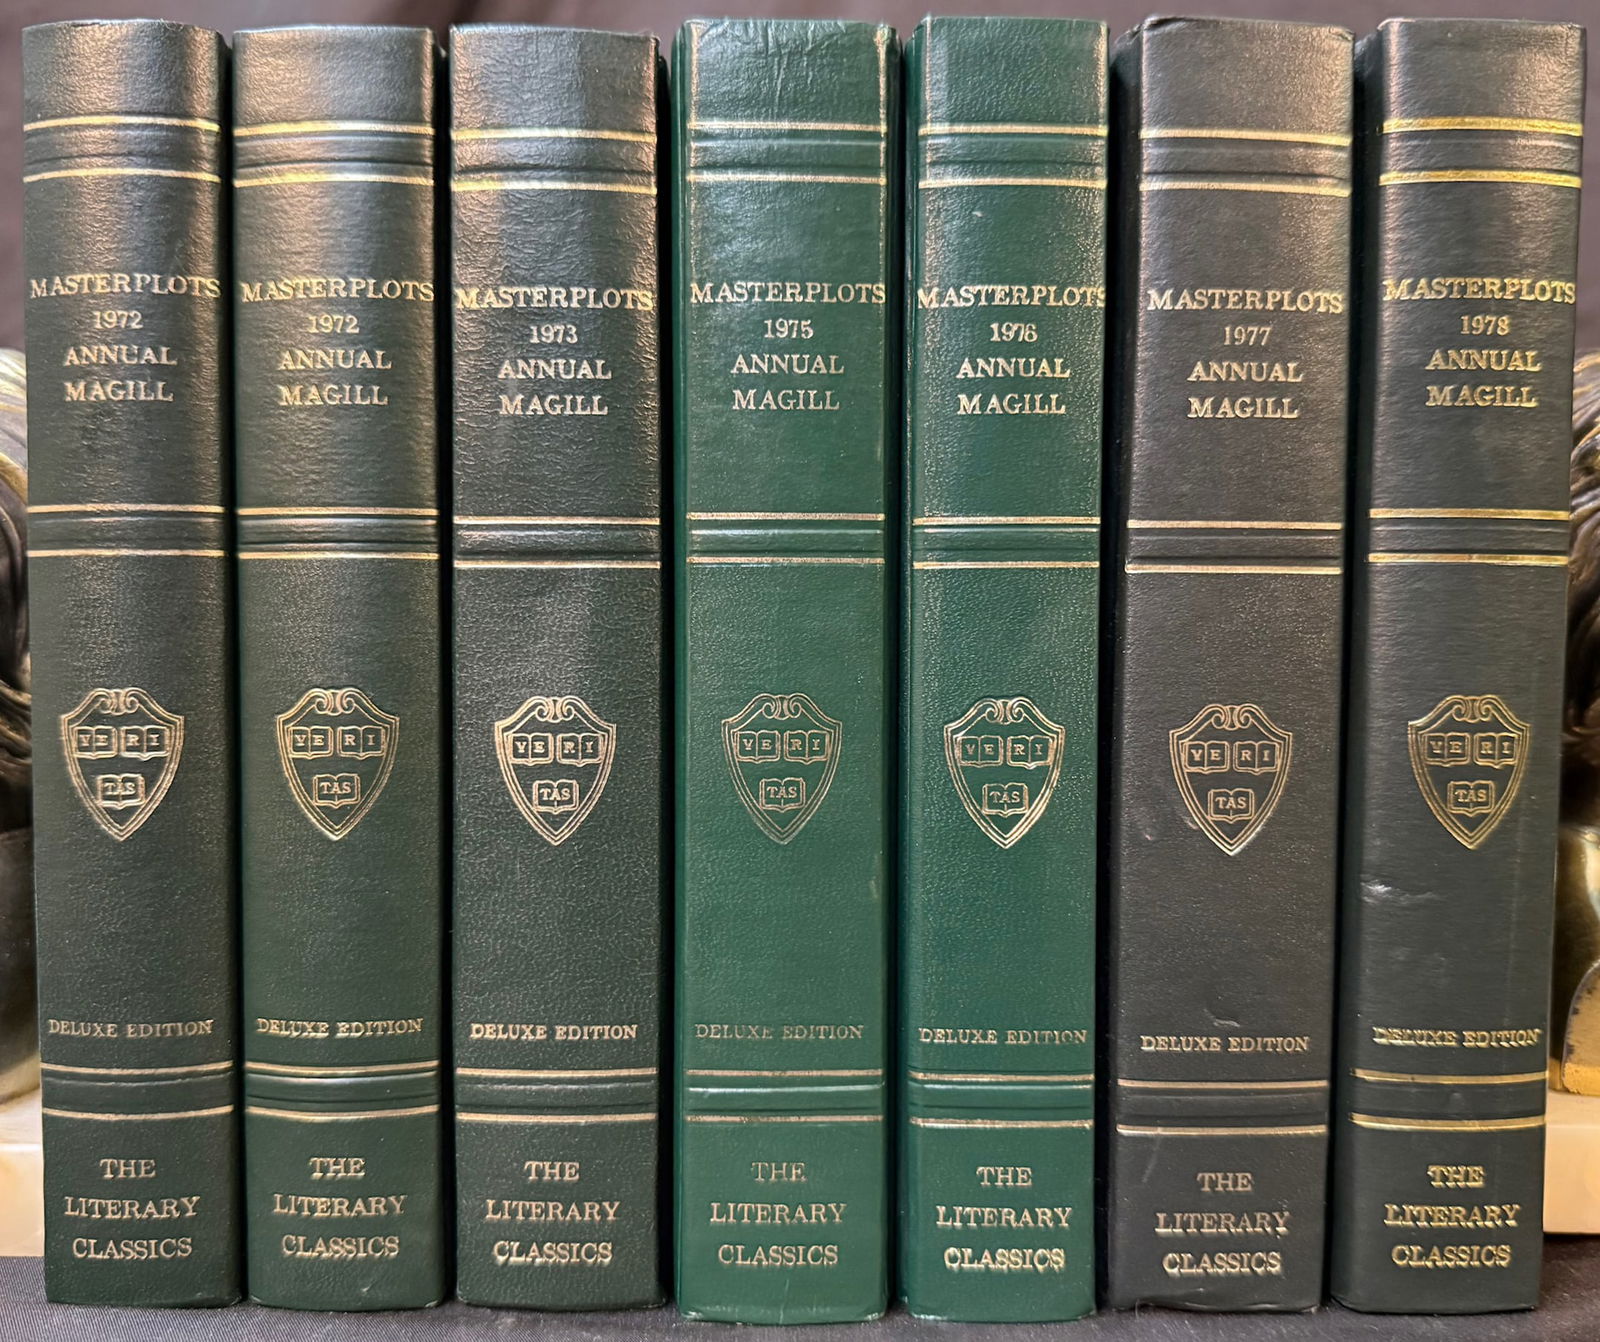 MASTERPLOTS
1972
ANNUAL
MAGILL
VE RI
TAS
DELUXE EDITION
THE
LITERARY
CLASSICS
MASTERPLOTS
1972
ANNUAL
MAGILL
VE RI
TAS
DELUXE EDITION
THE
LITERARY
CLASSICS
MASTERPLOTS
1973
ANNUAL
MAGILL
VE RI
TAS
DELUXE EDITION
THE
LITERARY
CLASSICS
MASTERPLOTS
1975
ANNUAL
MAGILL
VE RI
TAS
DELUXE EDITION
THE
LITERARY
CLASSICS
MASTERPLOTS
1976
ANNUAL
MAGILL
VE RI
TAS
DELUXE EDITION
THE
LITERARY
CLASSICS
MASTERPLOTS
1977
ANNUAL
MAGILL
VE RI
TAS
DELUXE EDITION
THE
LITERARY
CLASSICS
MASTERPLOTS
1978
ANNUAL
MAGILL
VE RI
TAS
DELUXE EDITION
THE
LITERARY
CLASSICS